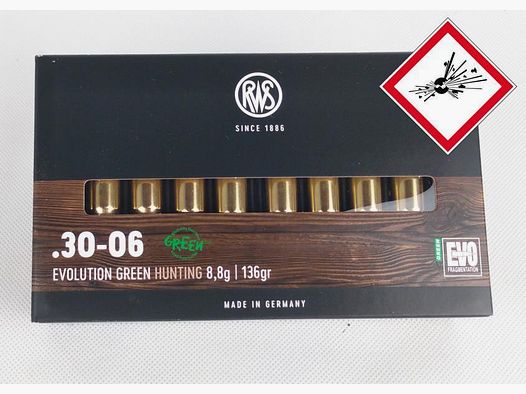 RWS
SINCE 1886
.30-06
GREEN
EVOLUTION GREEN HUNTING 8,8g | 136gr
GREEN
EVO
FRAGMENTATION
MADE IN GERMANY